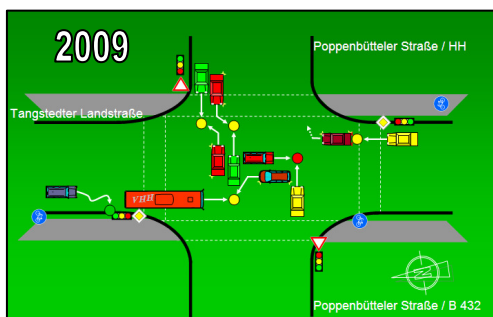 2009
Poppenbütteler Straße / HH
Tangstedter Landstraße
VHH
Poppenbütteler Straße / B 432